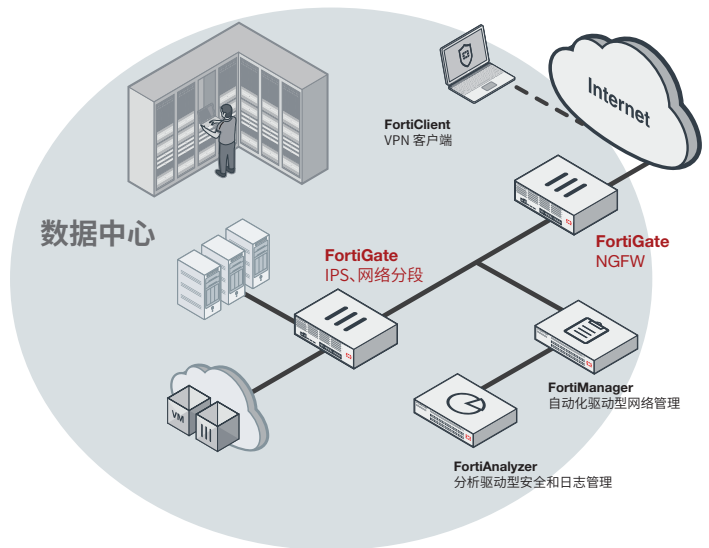 Internet
FortiClient
VPN 客户端
数据中心
FortiGate
NGFW
FortiGate
IPS、网络分段
FortiManager
自动化驱动型网络管理
VM
FortiAnalyzer
分析驱动型安全和日志管理